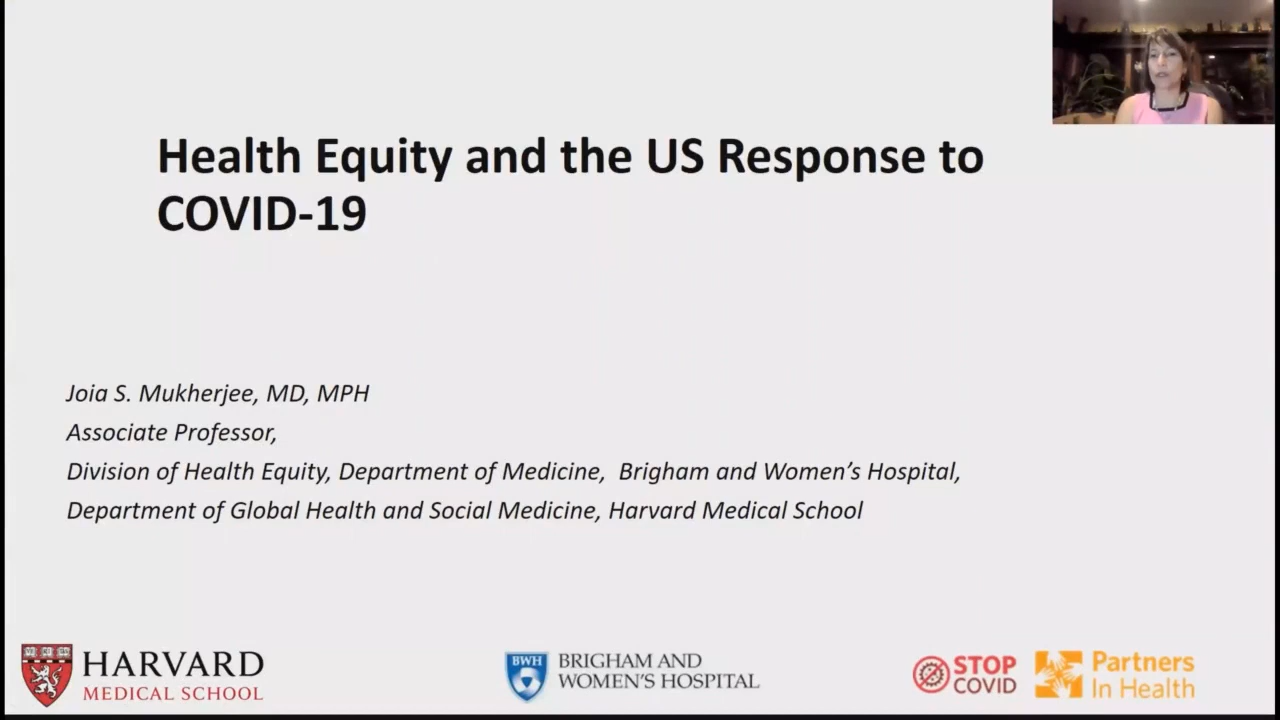 Health Equity and the US Response to
COVID-19
Joia S. Mukherjee, MD, MPH
Associate Professor,
Division of Health Equity, Department of Medicine,  Brigham and Women's Hospital,
Department of Global Health and Social Medicine, Harvard Medical School
HARVARD
MEDICAL SCHOOL
BWH
BRIGHAM AND
WOMEN'S HOSPITAL
STOP
COVID
Partners
In Health